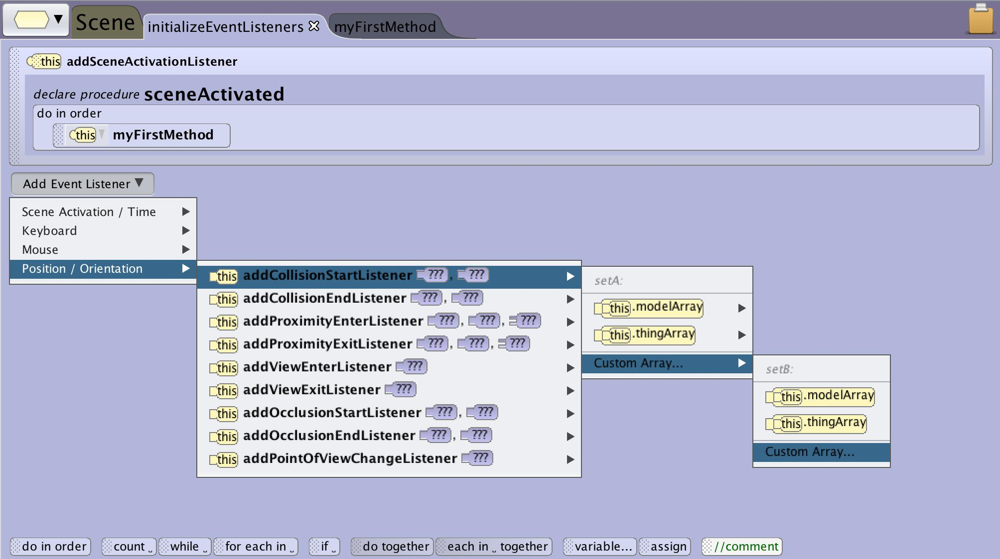 Scene initializeEventListeners myFirstMethod
this addSceneActivationListener
declare procedure sceneActivated
do in order
this myFirstMethod
Add Event Listener
Scene Activation / Time
Keyboard
Mouse
Position / Orientation
this addCollisionStartListener ???, ???
this addCollisionEndListener ???, ???
this addProximityEnterListener ???, ???, ???
this addProximityExitListener ???, ???, ???
this addViewEnterListener ???
this addViewExitListener ???
this addOcclusionStartListener ???, ???
this addOcclusionEndListener ???, ???
this addPointOfViewChangeListener ???
setA:
this.modelArray
this.thingArray
Custom Array...
setB:
this.modelArray
this.thingArray
Custom Array...
do in order count ˽ while ˽ for each in ˽ if ˽ do together each in ˽ together variable... assign //comment